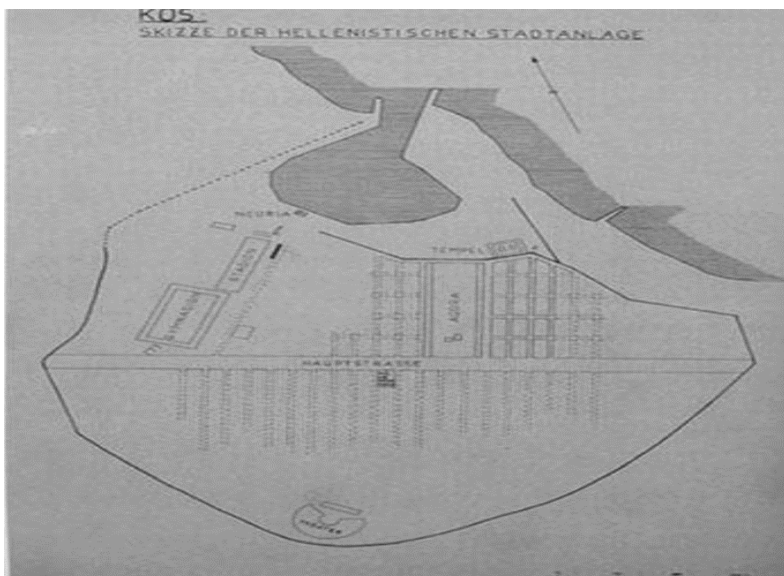 KOS:
SKIZZE DER HELLENISTISCHEN STADTANLAGE
NEORIA
STADION
TEMPEL
GYMNASION
AGORA
HAUPTSTRASSE
THEATER